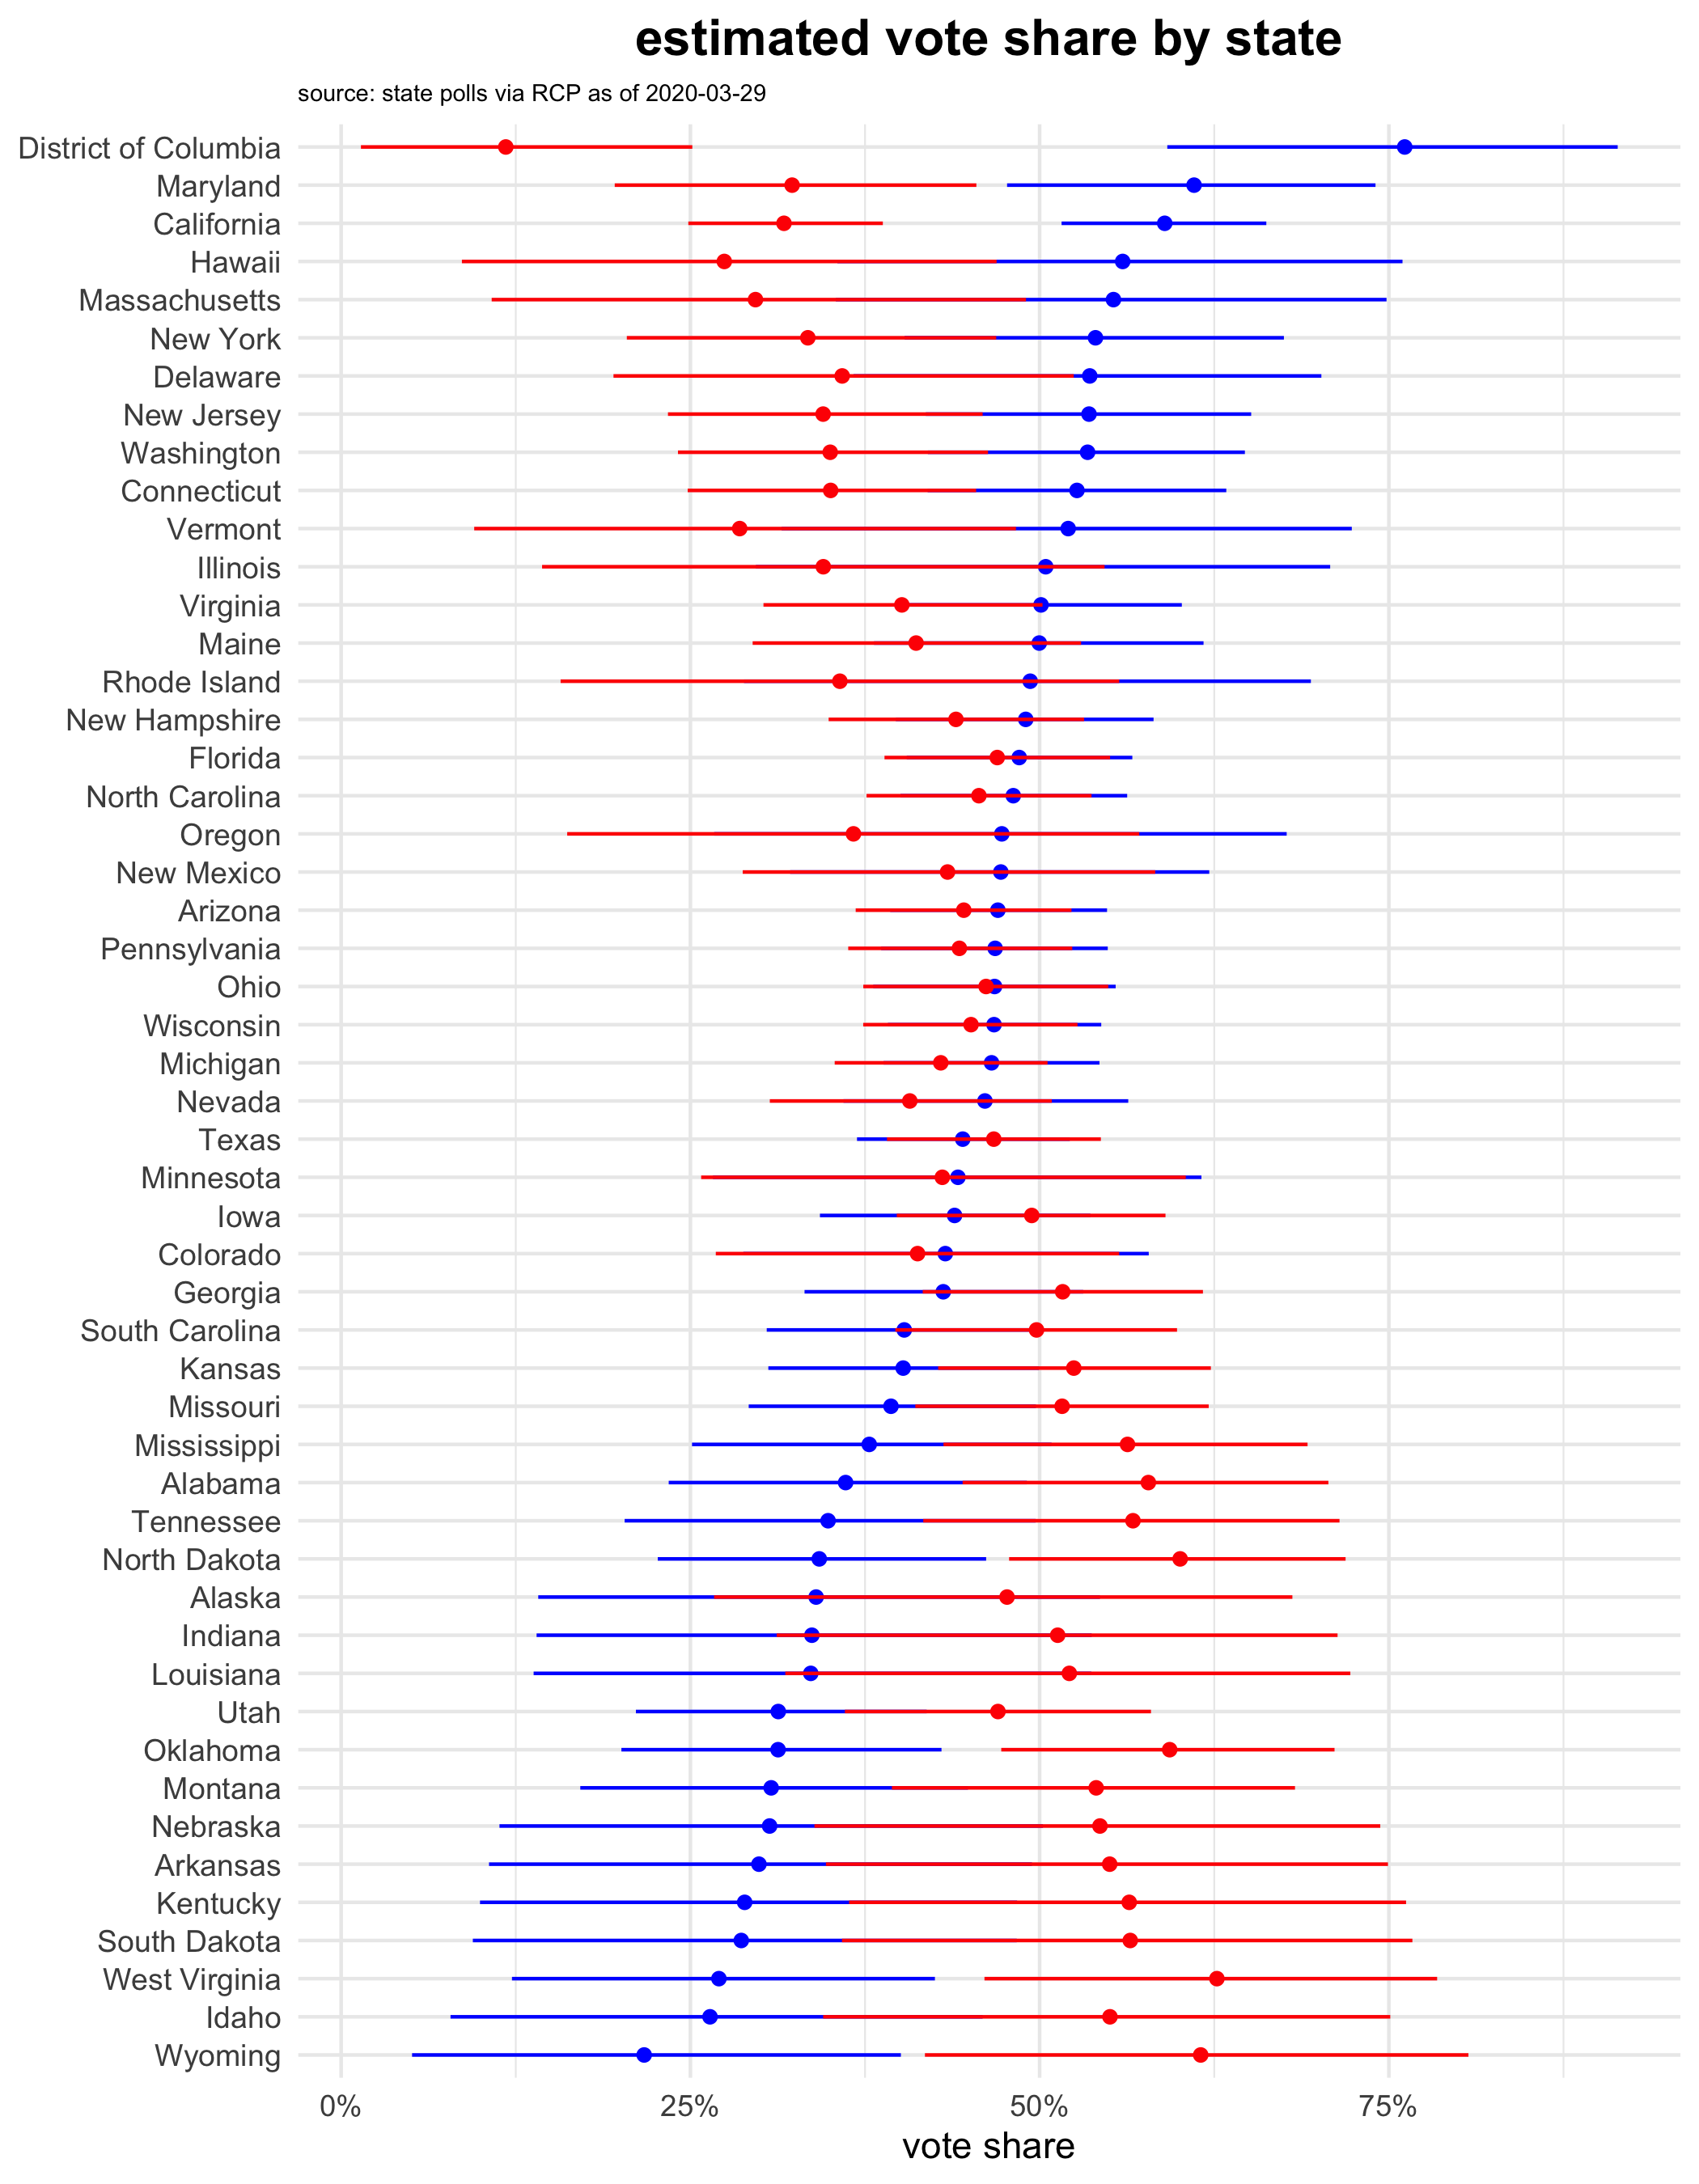 estimated vote share by state
source: state polls via RCP as of 2020-03-29
District of Columbia
Maryland
California
Hawaii
Massachusetts
New York
Delaware
New Jersey
Washington
Connecticut
Vermont
Illinois
Virginia
Maine
Rhode Island
New Hampshire
Florida
North Carolina
Oregon
New Mexico
Arizona
Pennsylvania
Ohio
Wisconsin
Michigan
Nevada
Texas
Minnesota
Iowa
Colorado
Georgia
South Carolina
Kansas
Missouri
Mississippi
Alabama
Tennessee
North Dakota
Alaska
Indiana
Louisiana
Utah
Oklahoma
Montana
Nebraska
Arkansas
Kentucky
South Dakota
West Virginia
Idaho
Wyoming
0% 25% 50% 75%
vote share